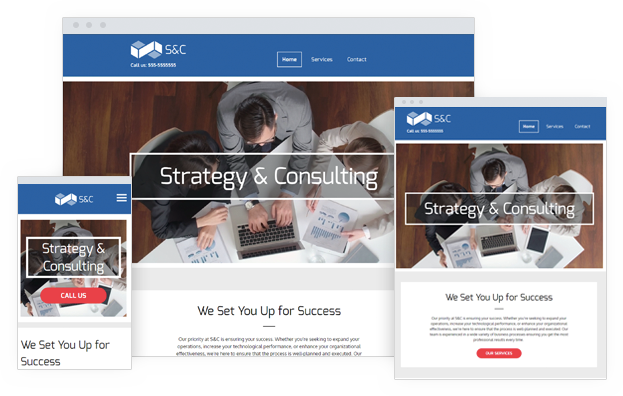 S&C
Call us: 555-5555555
Home Services Contact
Strategy & Consulting
We Set You Up for Success
Our priority at S&C is ensuring your success. Whether you're seeking to expand your
operations, increase your technological performance, or enhance your organizational
effectiveness, we're here to ensure that the process is well-planned and executed. Our
S&C
Call us: 555-5555555
Home Services Contact
Strategy & Consulting
We Set You Up for Success
Our priority at S&C is ensuring your success. Whether you're seeking to expand your
operations, increase your technological performance, or enhance your organizational
effectiveness, we're here to ensure that the process is well-planned and executed. Our
team is experienced in a wide variety of business processes ensuring you get the most
professional results every time.
OUR SERVICES
S&C
Strategy &
Consulting
CALL US
We Set You Up for
Success